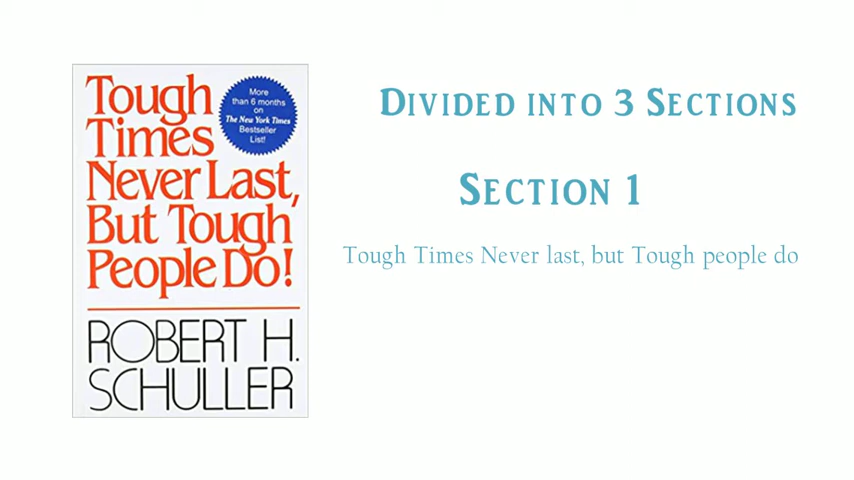 Tough
Times
Never Last,
But Tough
People Do!
More
than 6 months
on
The New York Times
Bestseller
List!
ROBERT H.
SCHULLER
DIVIDED INTO 3 SECTIONS
SECTION 1
Tough Times Never last, but Tough people do